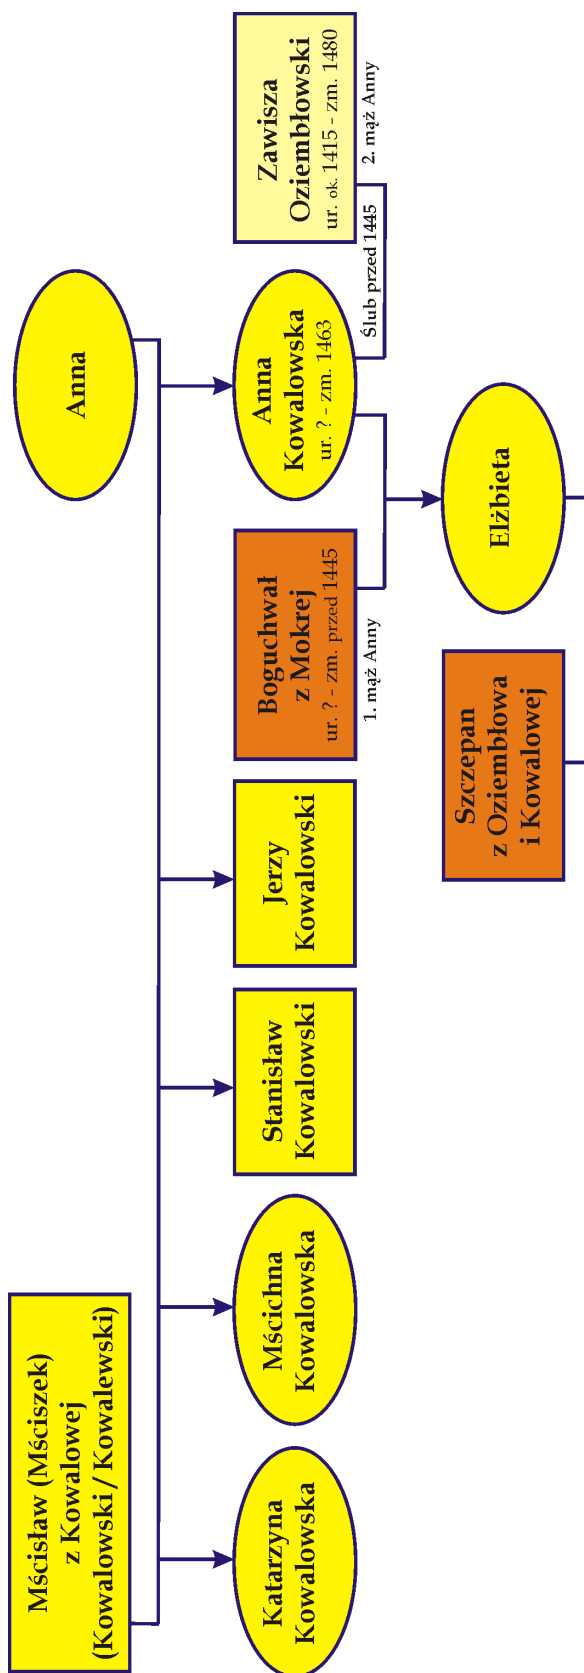 Mścisław (Mściszek)
z Kowalowej
(Kowalowski / Kowalewski)
Anna
Katarzyna
Kowalowska
Mścichna
Kowalowska
Stanisław
Kowalowski
Jerzy
Kowalowski
Boguchwał
z Mokrej
ur. ? - zm. przed 1445
1. mąż Anny
Anna
Kowalowska
ur. ? - zm. 1463
Ślub przed 1445
Zawisza
Oziembłowski
ur. ok. 1415 - zm. 1480
2. mąż Anny
Szczepan
z Oziembłowa
i Kowalowej
Elżbieta